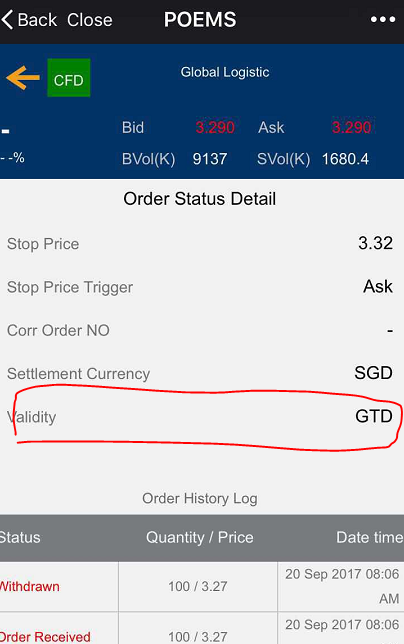 Back Close POEMS •••
CFD Global Logistic
- Bid 3.290 Ask 3.290
- -% BVol(K) 9137 SVol(K) 1680.4
Order Status Detail
Stop Price 3.32
Stop Price Trigger Ask
Corr Order NO -
Settlement Currency SGD
Validity GTD
Order History Log
Status Quantity / Price Date time
Withdrawn 100 / 3.27 20 Sep 2017 08:06
AM
Order Received 100 / 3.27 20 Sep 2017 08:06